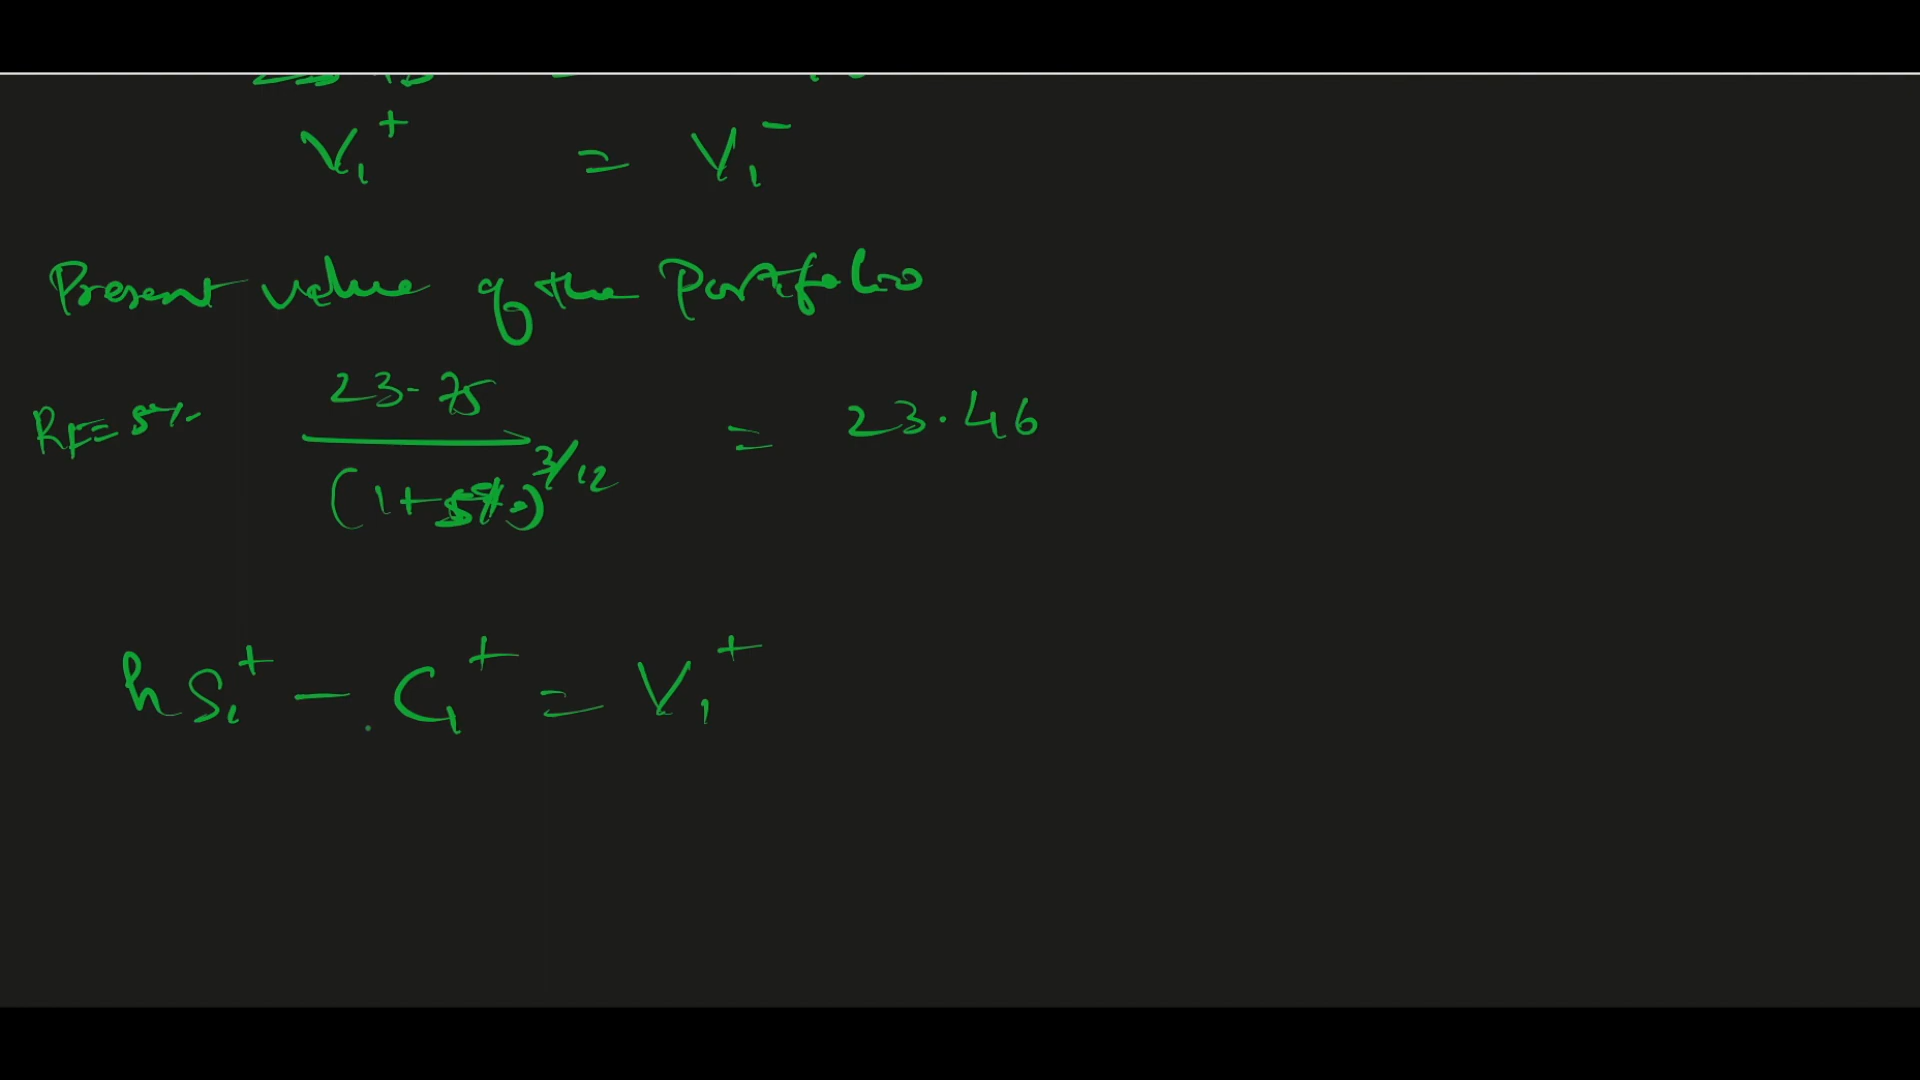 V₁⁺ = V₁⁻
Present value of the Portfolio
23.75
RF = 5%
= 23.46
(1+5%)^3/12
hS₁⁺ - C₁⁺ = V₁⁺